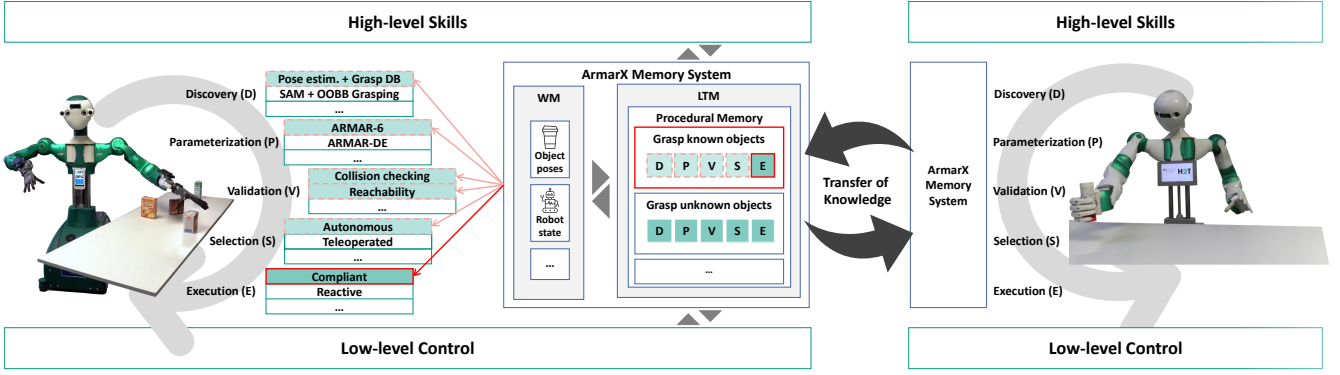 High-level Skills
High-level Skills
Discovery (D)
Pose estim. + Grasp DB
SAM + OOBB Grasping
...
Parameterization (P)
ARMAR-6
ARMAR-DE
...
Validation (V)
Collision checking
Reachability
...
Selection (S)
Autonomous
Teleoperated
...
Execution (E)
Compliant
Reactive
...
ArmarX Memory System
WM
Object
poses
Robot
state
...
LTM
Procedural Memory
Grasp known objects
D P V S E
Grasp unknown objects
D P V S E
...
Transfer of
Knowledge
ArmarX
Memory
System
Discovery (D)
Parameterization (P)
Validation (V)
Selection (S)
Execution (E)
H2T
Low-level Control
Low-level Control